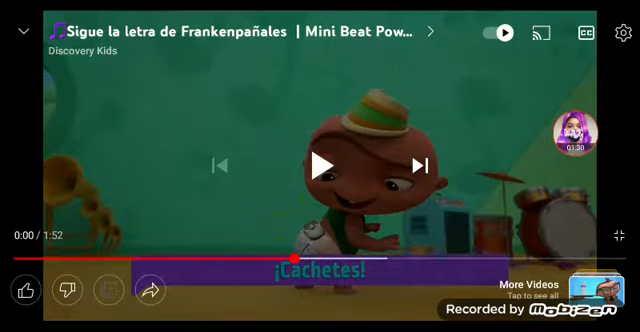 🎵Sigue la letra de Frankenpañales | Mini Beat Pow...
Discovery Kids
CC
01:30
0:00 / 1:52
¡Cachetes!
More Videos
Tap to see all
Recorded by Mobizen